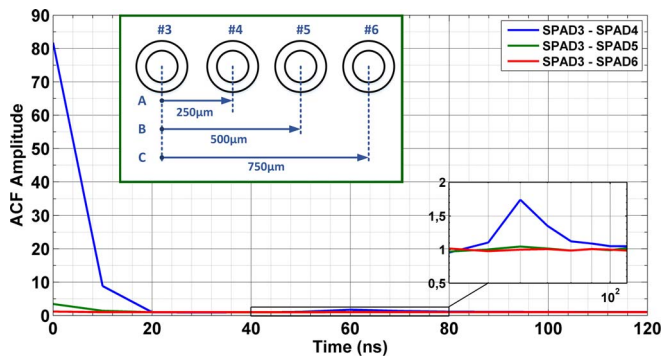 90
80
70
60
50
40
30
20
10
0
ACF Amplitude
#3 #4 #5 #6
A
250μm
B
500μm
C
750μm
SPAD3 - SPAD4
SPAD3 - SPAD5
SPAD3 - SPAD6
2
1,5
1
0,5
10²
0 20 40 60 80 100 120
Time (ns)